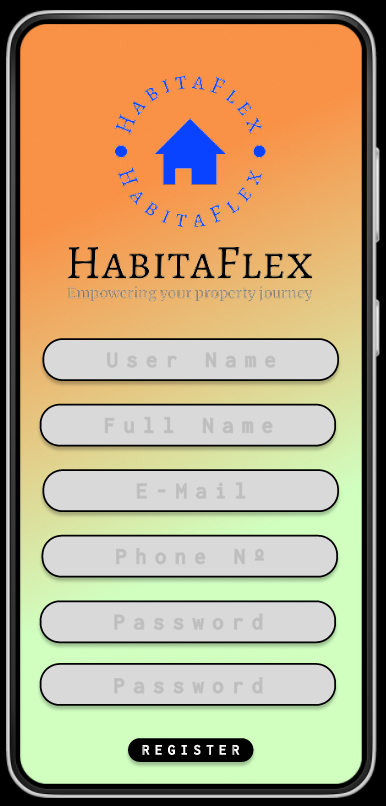 HABITAFLEX
HABITAFLEX
HABITAFLEX
Empowering your property journey
User Name
Full Name
E-Mail
Phone Nº
Password
Password
REGISTER